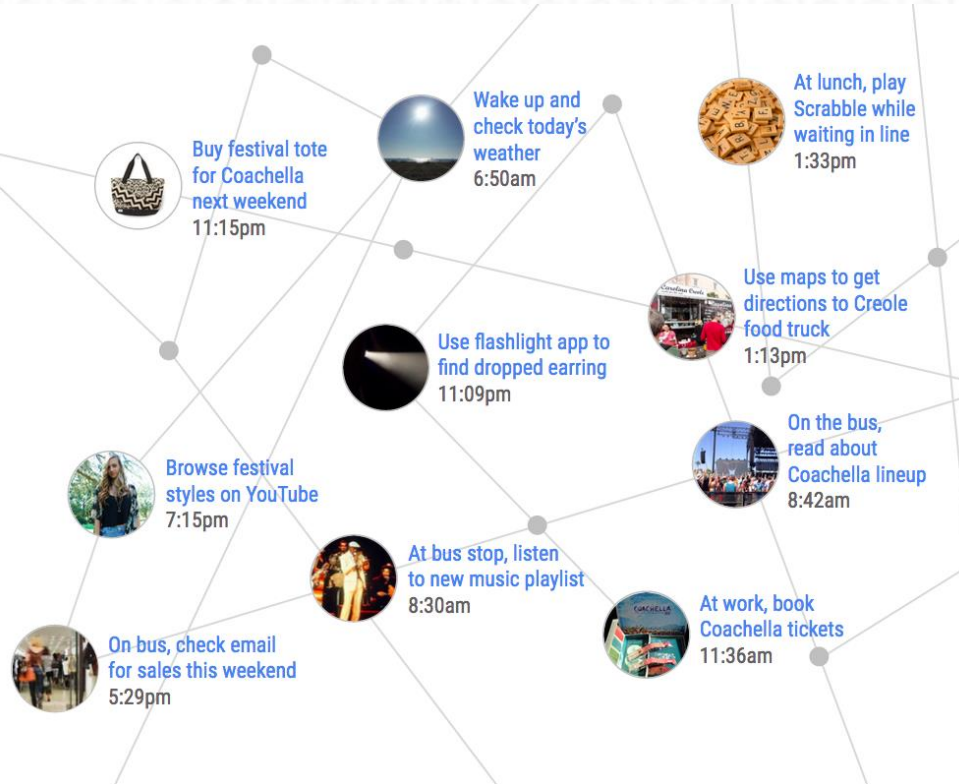 At lunch, play
Scrabble while
waiting in line
1:33pm
Wake up and
check today's
weather
6:50am
Buy festival tote
for Coachella
next weekend
11:15pm
Use maps to get
directions to Creole
food truck
1:13pm
Use flashlight app to
find dropped earring
11:09pm
On the bus,
read about
Coachella lineup
8:42am
Browse festival
styles on YouTube
7:15pm
At bus stop, listen
to new music playlist
8:30am
At work, book
Coachella tickets
11:36am
On bus, check email
for sales this weekend
5:29pm
Carolina Creole
COACHELLA